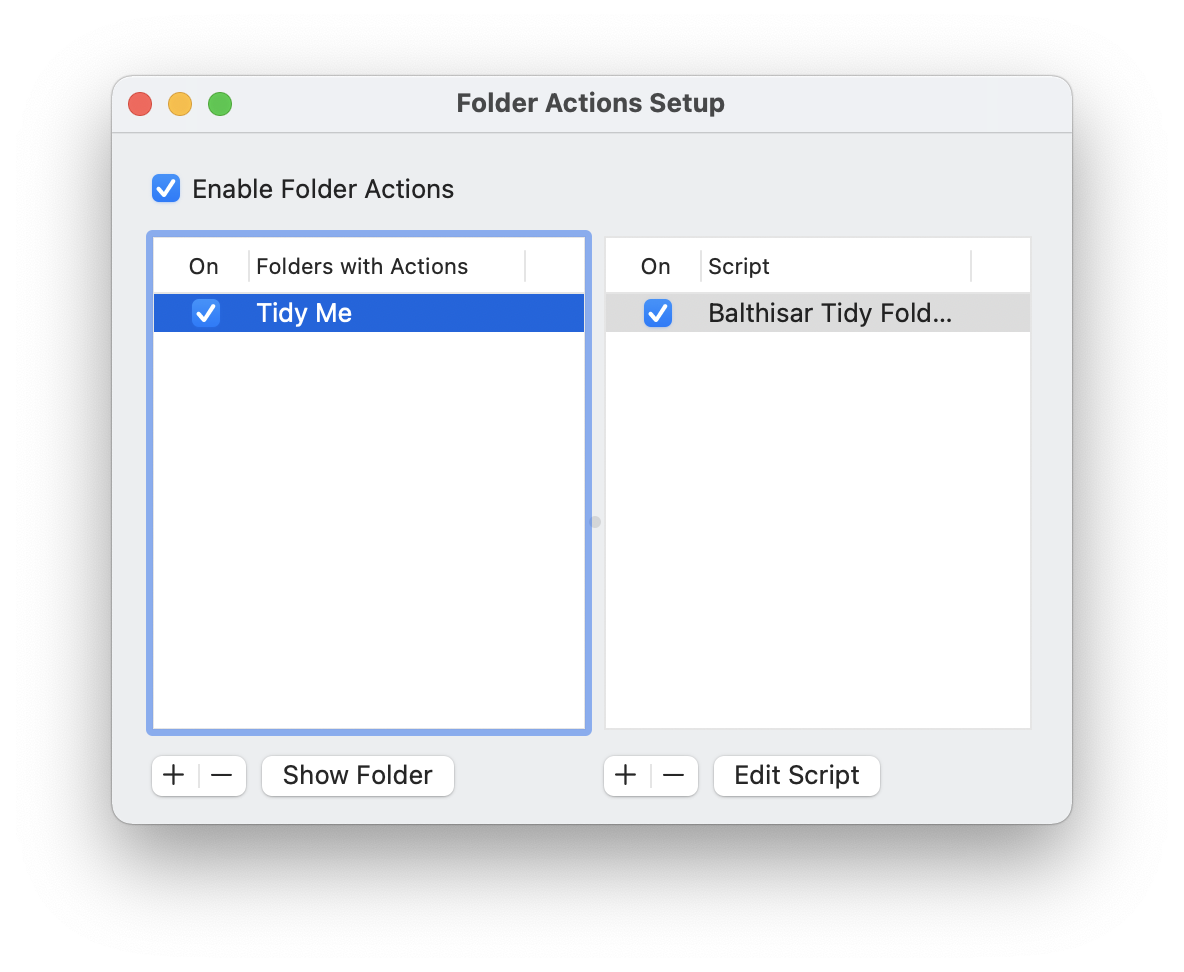 Folder Actions Setup
Enable Folder Actions
On Folders with Actions
Tidy Me
On Script
Balthisar Tidy Fold...
+ − Show Folder
+ − Edit Script